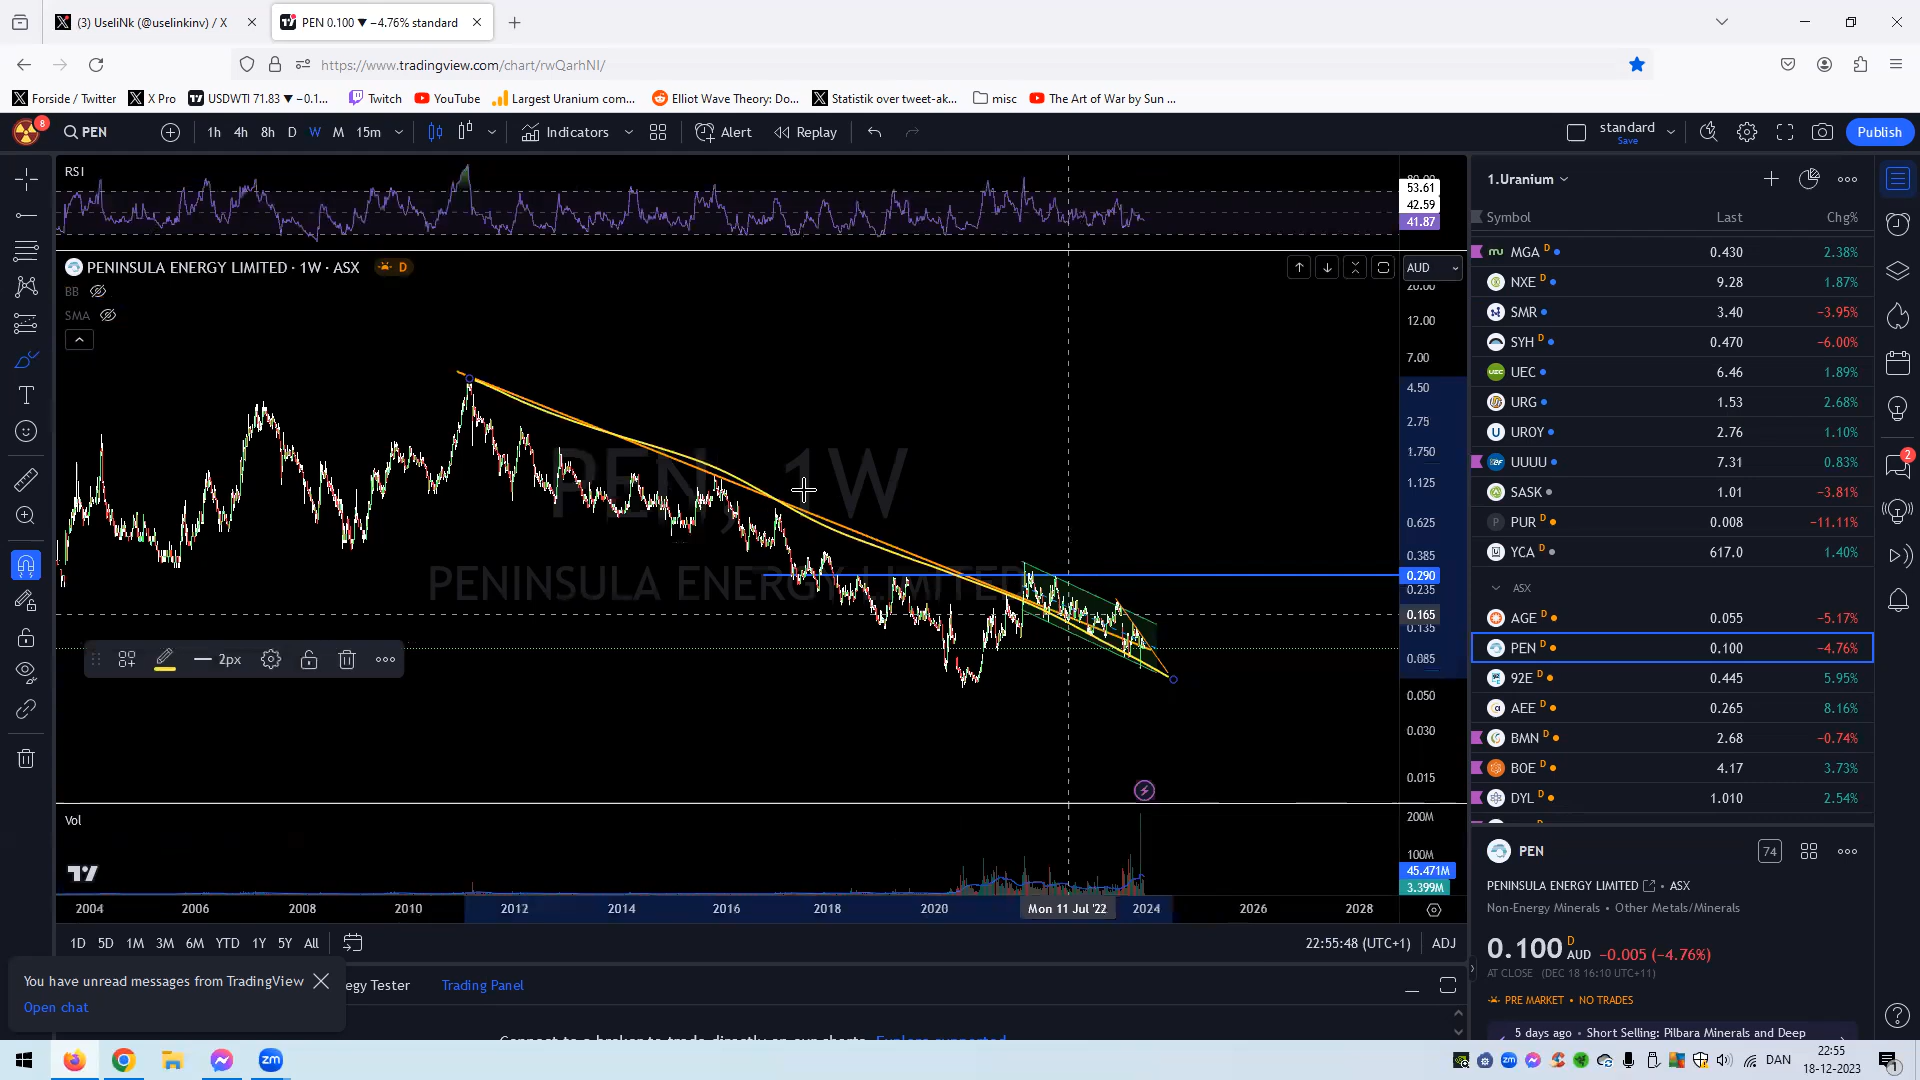 (3) UseliNk (@uselinkinv) / X
PEN 0.100 ▼ −4.76% standard
https://www.tradingview.com/chart/rwQarhNI/
Forside / Twitter
X Pro
USDWTI 71.83 ▼ −0.1...
Twitch
YouTube
Largest Uranium com...
Elliot Wave Theory: Do...
Statistik over tweet-ak...
misc
The Art of War by Sun ...
8
PEN
1h 4h 8h D W M 15m
Indicators
Alert
Replay
standard
Save
Publish
RSI
80.00
53.61
42.59
41.87
PENINSULA ENERGY LIMITED · 1W · ASX
D
BB
SMA
AUD
20.00
12.00
7.00
4.50
2.75
1.750
1.125
0.625
0.385
0.290
0.235
0.165
0.135
0.085
0.050
0.030
0.015
PEN, 1W
PENINSULA ENERGY LIMITED
2px
Vol
200M
100M
45.471M
3.399M
2004 2006 2008 2010 2012 2014 2016 2018 2020 Mon 11 Jul '22 2024 2026 2028
1D 5D 1M 3M 6M YTD 1Y 5Y All
22:55:48 (UTC+1)
ADJ
You have unread messages from TradingView
Open chat
egy Tester
Trading Panel
1.Uranium
Symbol Last Chg%
MGA D 0.430 2.38%
NXE 9.28 1.87%
SMR 3.40 −3.95%
SYH D 0.470 −6.00%
UEC 6.46 1.89%
URG 1.53 2.68%
UROY 2.76 1.10%
UUUU 7.31 0.83%
SASK 1.01 −3.81%
PUR D 0.008 −11.11%
YCA D 617.0 1.40%
ASX
AGE D 0.055 −5.17%
PEN D 0.100 −4.76%
92E D 0.445 5.95%
AEE D 0.265 8.16%
BMN D 2.68 −0.74%
BOE D 4.17 3.73%
DYL D 1.010 2.54%
2
PEN
74
PENINSULA ENERGY LIMITED • ASX
Non-Energy Minerals • Other Metals/Minerals
0.100 D AUD −0.005 (−4.76%)
AT CLOSE (DEC 18 16:10 UTC+11)
PRE MARKET • NO TRADES
5 days ago • Short Selling: Pilbara Minerals and Deep
zm
zm
DAN
22:55
18-12-2023
1